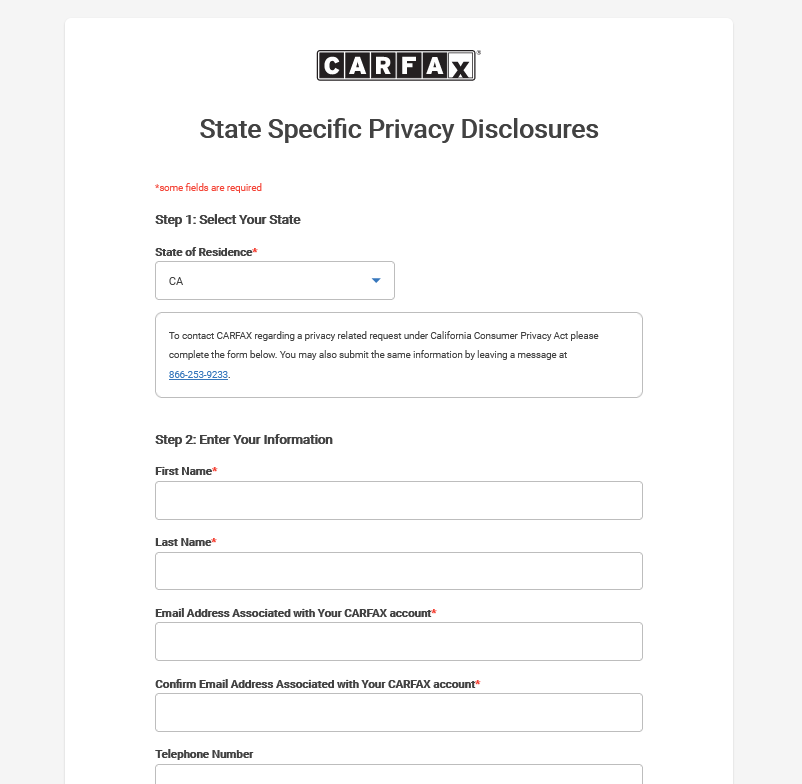 CARFAX®
State Specific Privacy Disclosures
*some fields are required
Step 1: Select Your State
State of Residence*
CA
To contact CARFAX regarding a privacy related request under California Consumer Privacy Act please
complete the form below. You may also submit the same information by leaving a message at
866-253-9233.
Step 2: Enter Your Information
First Name*
Last Name*
Email Address Associated with Your CARFAX account*
Confirm Email Address Associated with Your CARFAX account*
Telephone Number